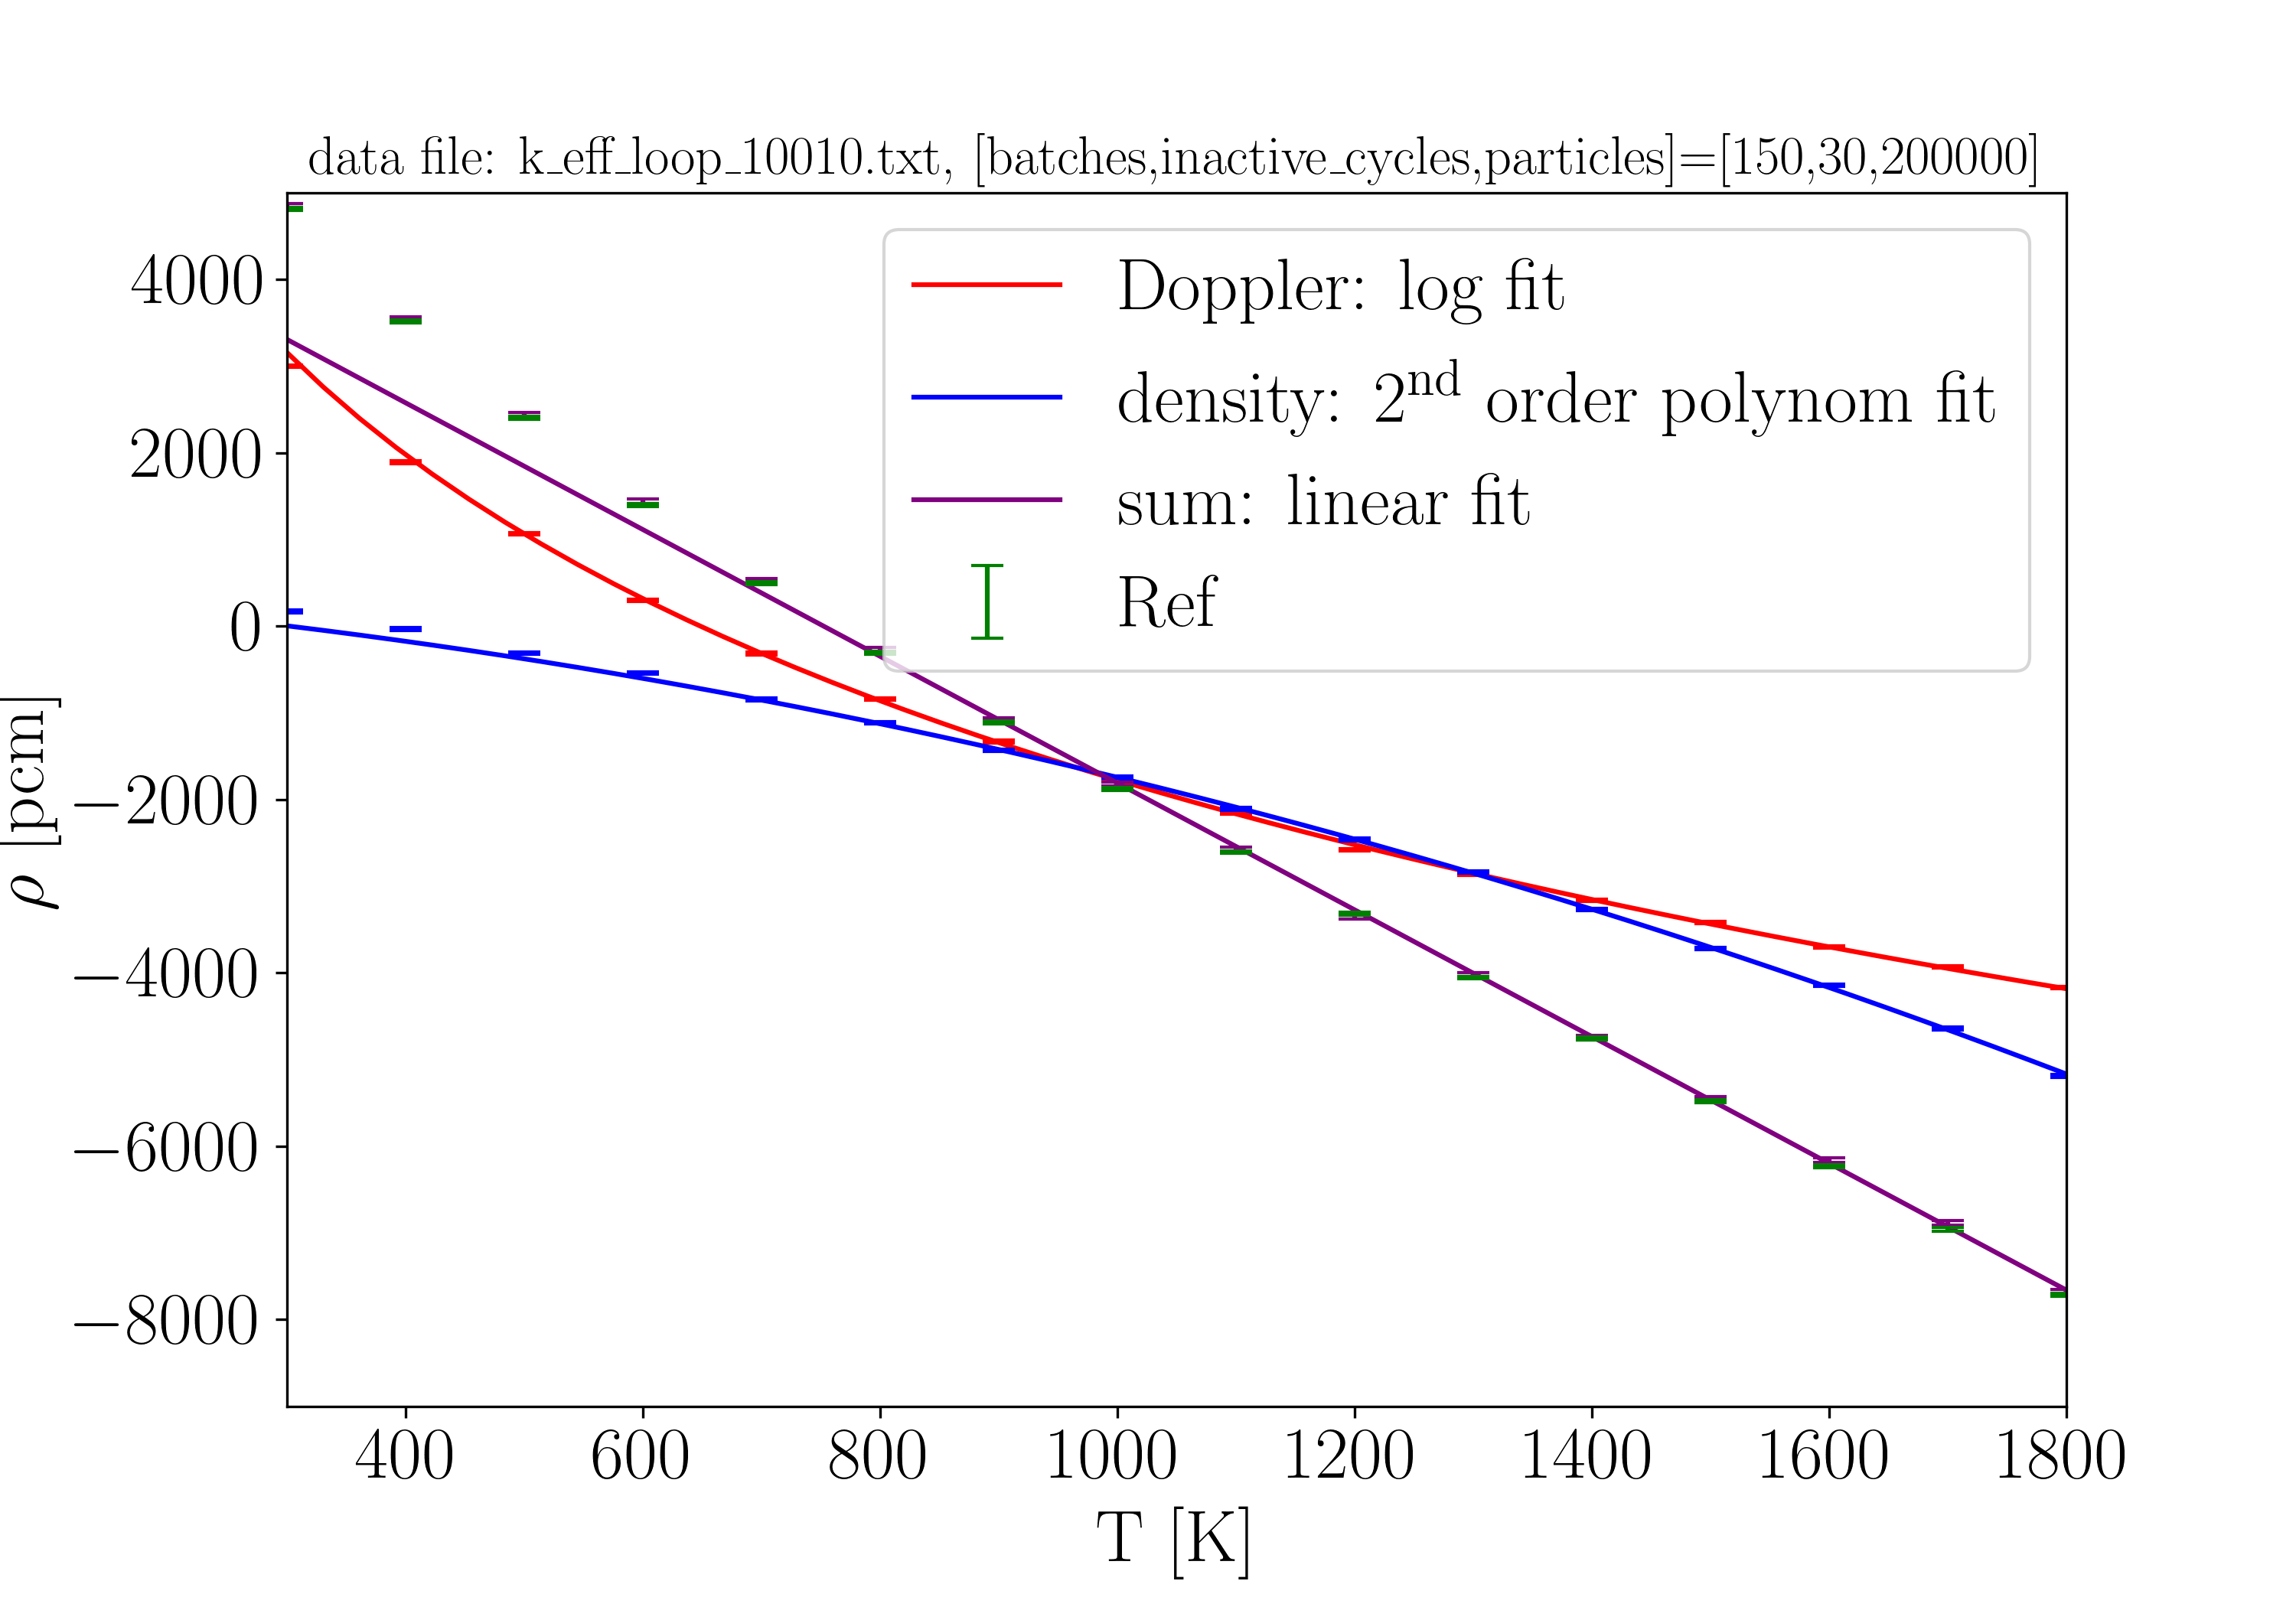 data file: k_eff_loop_10010.txt, [batches,inactive_cycles,particles]=[150,30,200000]
Doppler: log fit
density: 2nd order polynom fit
sum: linear fit
Ref
ρ [pcm]
4000
2000
0
−2000
−4000
−6000
−8000
400 600 800 1000 1200 1400 1600 1800
T [K]